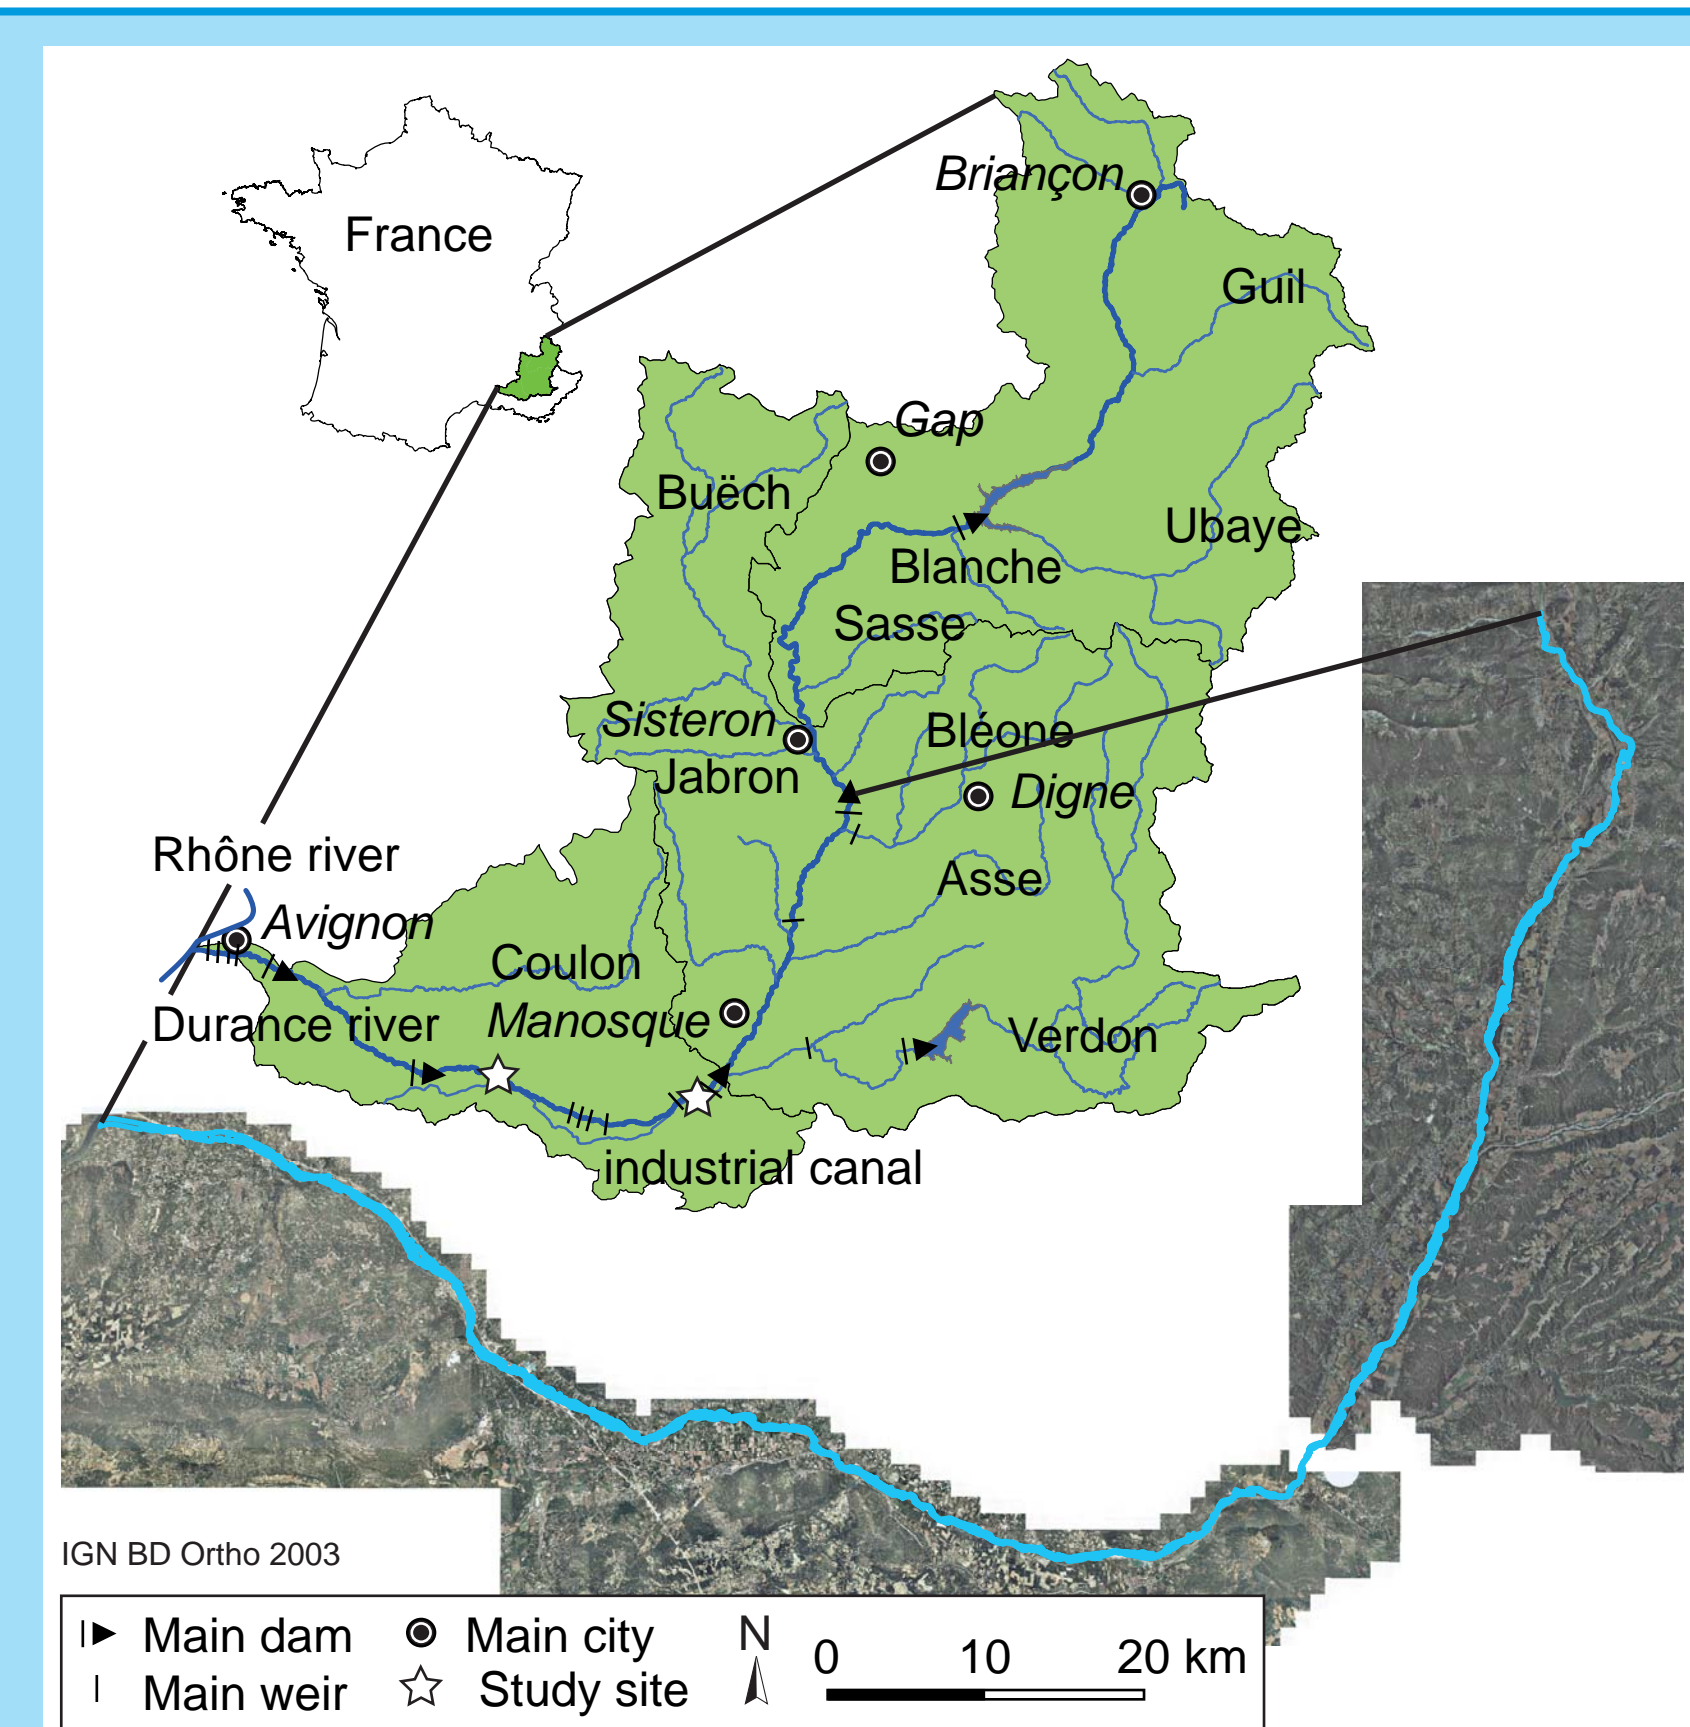 Briançon
France
Guil
Gap
Buëch
Ubaye
Blanche
Sasse
Sisteron
Bléone
Jabron
Digne
Rhône river
Asse
Avignon
Coulon
Durance river
Manosque
Verdon
industrial canal
IGN BD Ortho 2003
Main dam
Main city
N
0 10 20 km
Main weir
Study site